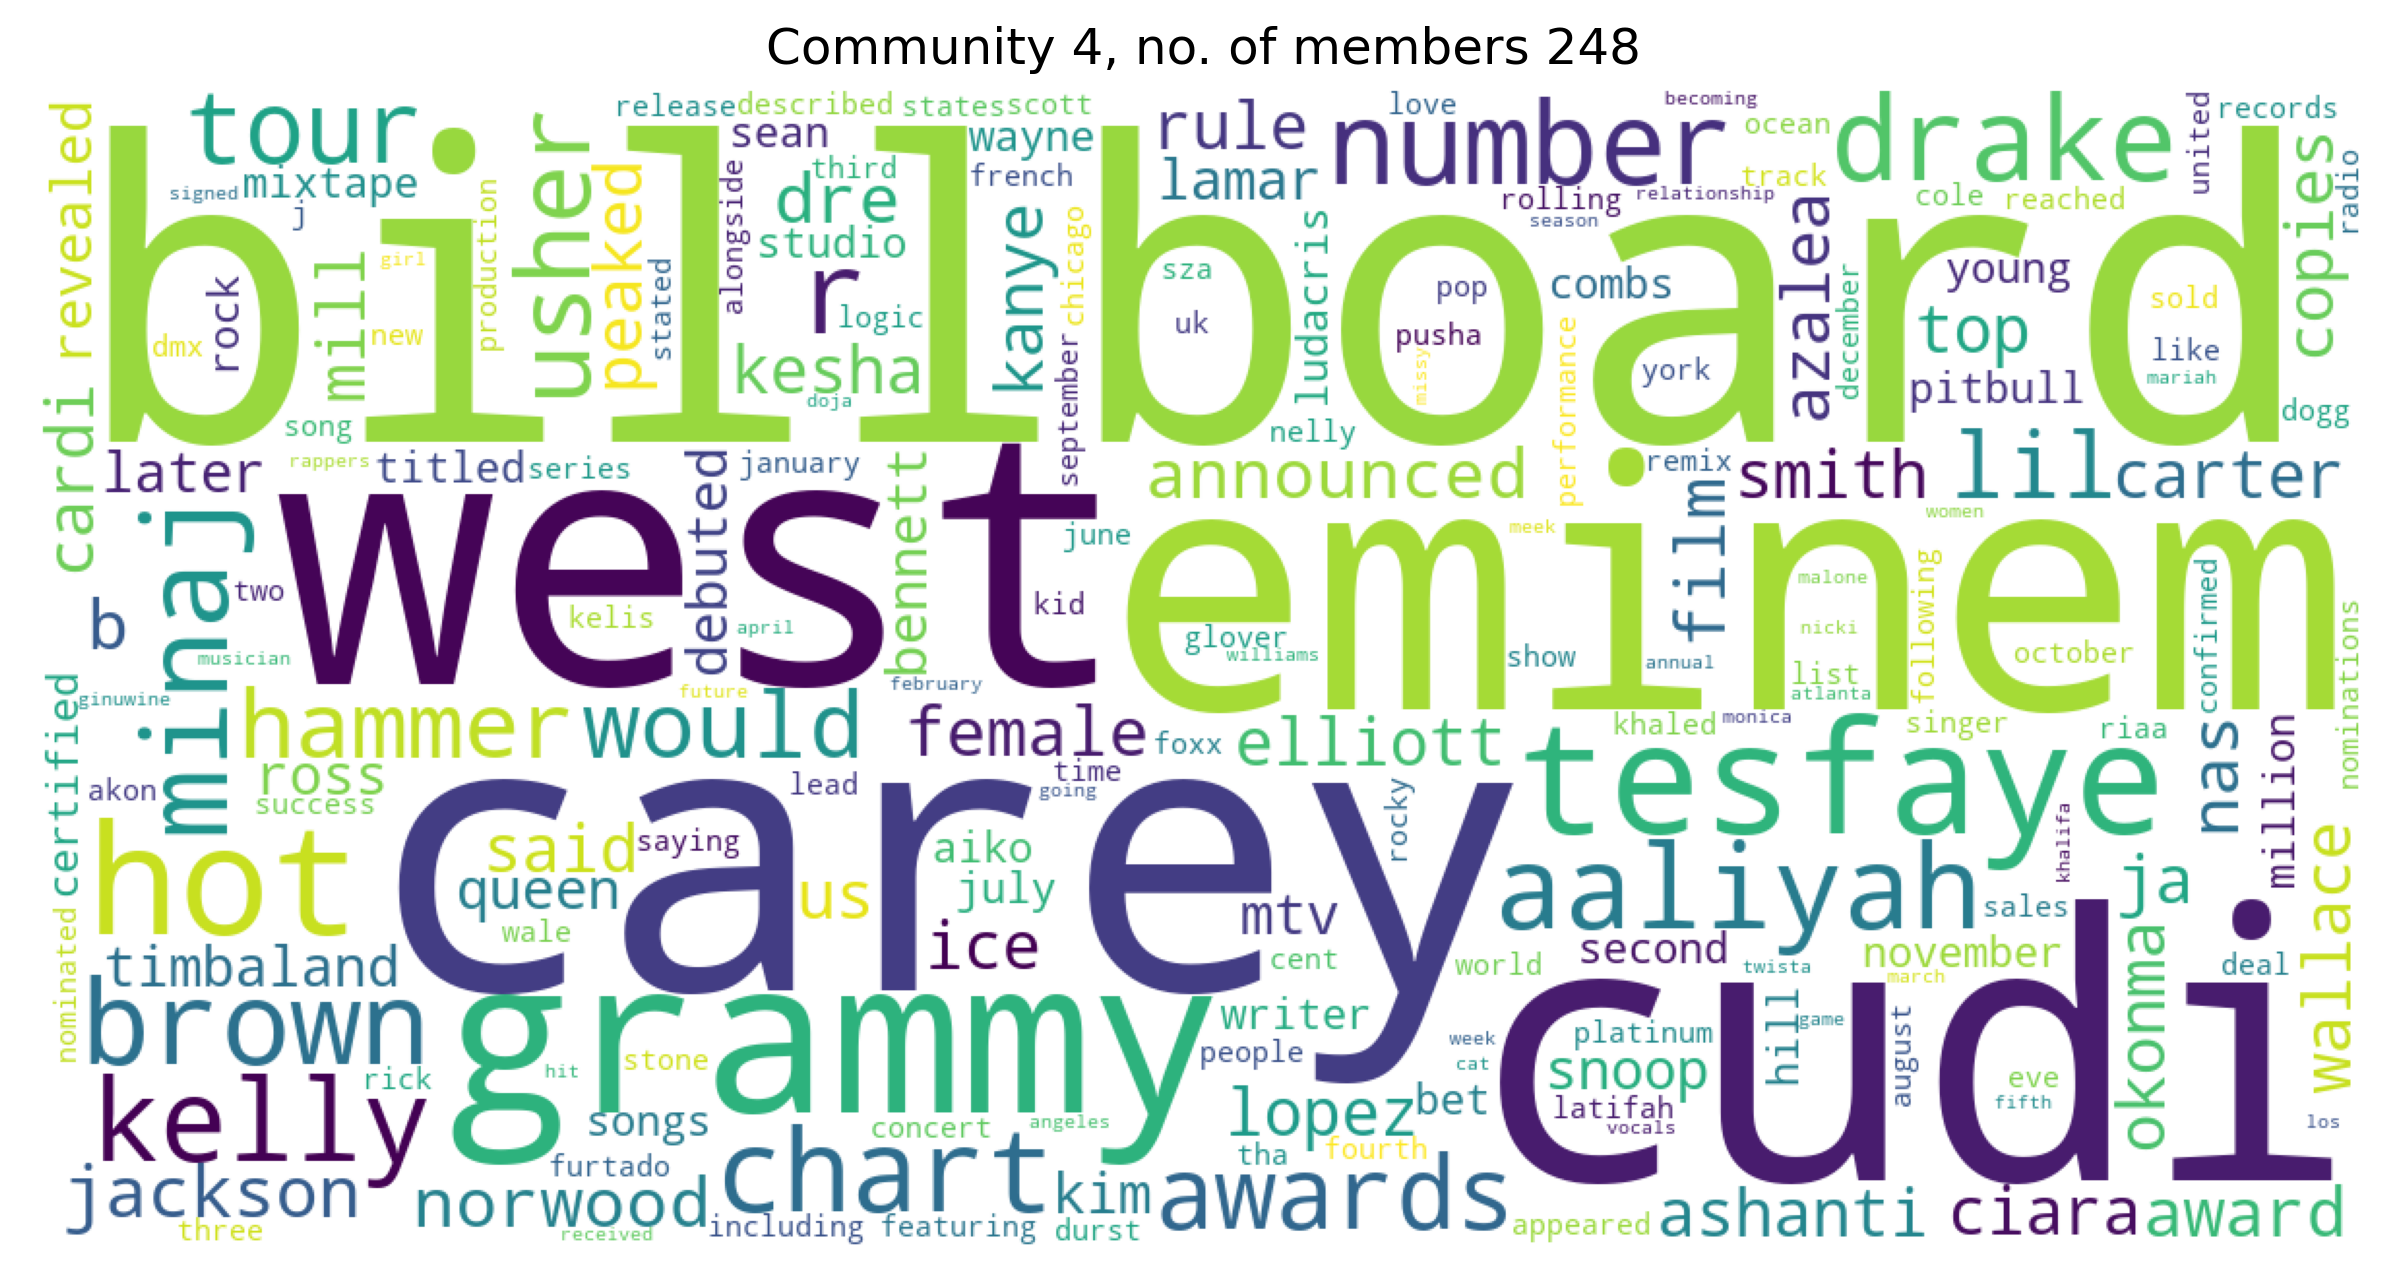 Community 4, no. of members 248
billboard
west
eminem
carey
cudi
grammy
tesfaye
hot
minaj
tour
usher
number
drake
revealed
cardi
mixtape
signed
j
release
described
states
scott
sean
wayne
french
rule
lamar
love
becoming
ocean
records
united
radio
copies
rolling
relationship
season
track
cole
reached
peaked
alongside
third
dre
studio
r
logic
kesha
doja
kanye
chicago
september
ludacris
sza
uk
pop
pusha
missy
combs
york
azalea
december
young
top
pitbull
sold
like
mariah
dogg
production
girl
new
mill
rock
dmx
stated
song
rappers
later
titled
series
debuted
january
bennett
nelly
announced
performance
remix
smith
lil
carter
film
women
meek
june
kid
two
b
musician
ginuwine
certified
kelis
april
february
future
glover
williams
show
annual
malone
nicki
list
atlanta
following
october
confirmed
nominations
hammer
would
female
foxx
elliott
khaled
monica
singer
riaa
nas
million
ross
success
akon
lead
time
going
rocky
khalifa
said
saying
queen
wale
us
aiko
july
ice
mtv
cent
aaliyah
sales
ja
wallace
okonma
deal
second
november
march
twista
world
timbaland
nominated
brown
kelly
rick
jackson
three
hit
stone
songs
furtado
norwood
received
including
chart
concert
angeles
featuring
kim
durst
writer
people
lopez
bet
tha
fourth
awards
week
cat
platinum
snoop
latifah
vocals
hill
game
august
eve
fifth
los
appeared
ashanti
ciara
award